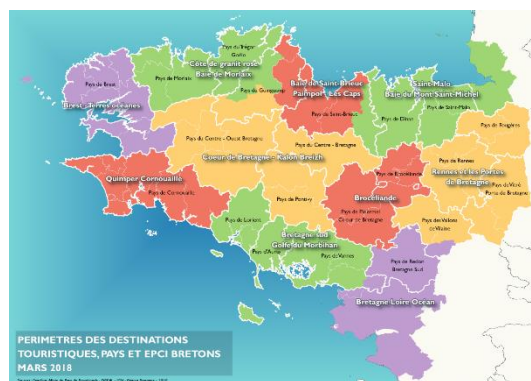 Pays du Trégor
Goëlo
Côte de granit rose
Baie de Morlaix
Pays de Morlaix
Pays de Guingamp
Baie de Saint-Brieuc
Paimpol - Les Caps
Pays de Saint-Brieuc
Saint-Malo
Baie du Mont Saint-Michel
Pays de Saint-Malo
Pays de Dinan
Pays de Brest
Brest Terres océanes
Pays de Fougères
Pays du Centre - Ouest Bretagne
Pays du Centre - Bretagne
Coeur de Bretagne - Kalon Breizh
Pays de Rennes
Rennes et les Portes
de Bretagne
Pays de Vitré
Porte de Bretagne
Quimper Cornouaille
Pays de Cornouaille
Pays de Brocéliande
Brocéliande
Pays de Ploërmel
Coeur de Bretagne
Pays de Pontivy
Pays des Vallons
de Vilaine
Pays de Lorient
Bretagne Sud
Golfe du Morbihan
Pays d'Auray
Pays de Vannes
Pays de Redon
Bretagne Sud
Bretagne Loire Océan
PERIMETRES DES DESTINATIONS
TOURISTIQUES, PAYS ET EPCI BRETONS
MARS 2018